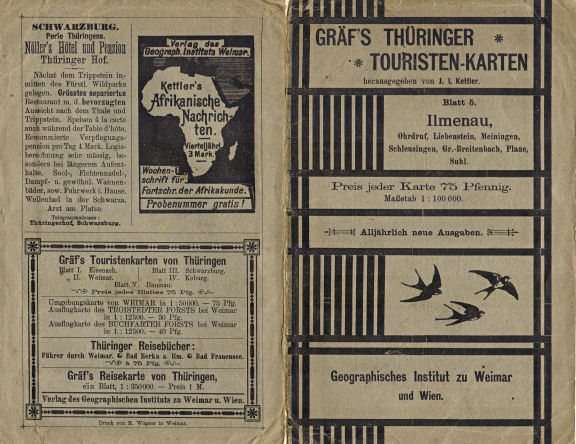 SCHWARZBURG.
Perle Thüringens.
Nöller's Hôtel und Pension
Thüringer Hof.
Nächst dem Trippstein in-
mitten des Fürstl. Wildparks
gelegen. Grösstes separiertes
Restaurant m. d. bevorzugten
Aussicht nach dem Thale und
Trippstein. Speisen à la carte
auch während der Table d'hôte.
Renommierte Verpflegungs-
pension pro Tag 4 Mark. Logis-
berechnung sehr mässig, be-
sonders bei längerem Aufent-
halte. Sool-, Fichtennadel-,
Dampf- u. gewöhnl. Wannen-
bäder, sow. Fuhrwerk i. Hause.
Wellenbad in der Schwarza.
Arzt am Platze.
Telegrammadresse:
Thüringerhof, Schwarzburg.
Verlag des
Geograph. Instituts Weimar.
Kettler's
Afrikanische
Nachrich-
ten.
Vierteljährl.
3 Mark.
Wochen-
schrift für
Fortschr. der Afrikakunde.
Probenummer gratis!
Gräf's Touristenkarten von Thüringen
Blatt I. Eisenach. Blatt III. Schwarzburg.
„ II. Weimar. „ IV. Koburg.
Blatt V. Ilmenau.
Preis jedes Blattes 75 Pfg.
Umgebungskarte von WEIMAR in 1:50000. — 75 Pfg.
Ausflugskarte des TROISTEDTER FORSTS bei Weimar
in 1:12500. — 30 Pfg.
Ausflugskarte des BUCHFARTER FORSTS bei Weimar
in 1:12500. — 40 Pfg.
Thüringer Reisebücher:
Führer durch Weimar. Bad Berka a. Ilm. Bad Frauensee.
à 75 Pfg.
Gräf's Reisekarte von Thüringen,
ein Blatt, 1:350000. — Preis 1 M.
Verlag des Geographischen Instituts zu Weimar u. Wien.
Druck von R. Wagner in Weimar.
GRÄF'S THÜRINGER
TOURISTEN-KARTEN
herausgegeben von J. I. Kettler.
Blatt 5.
Ilmenau,
Ohrdruf, Liebenstein, Meiningen,
Schleusingen, Gr.-Breitenbach, Plaue,
Suhl.
Preis jeder Karte 75 Pfennig.
Maßstab 1:100000.
Alljährlich neue Ausgaben.
Geographisches Institut zu Weimar
und Wien.